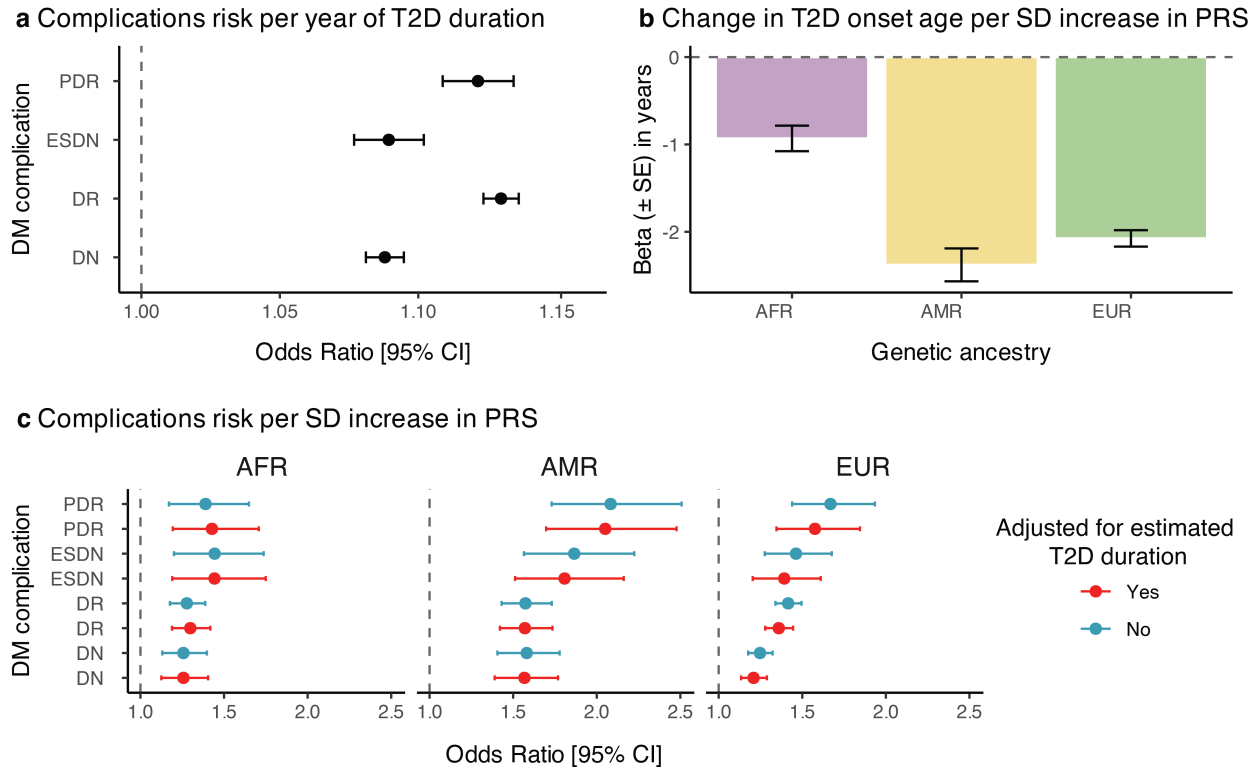 a Complications risk per year of T2D duration
DM complication
PDR
ESDN
DR
DN
1.00 1.05 1.10 1.15
Odds Ratio [95% CI]
b Change in T2D onset age per SD increase in PRS
Beta (± SE) in years
0
-1
-2
AFR AMR EUR
Genetic ancestry
c Complications risk per SD increase in PRS
AFR AMR EUR
DM complication
PDR
PDR
ESDN
ESDN
DR
DR
DN
DN
1.0 1.5 2.0 2.5 1.0 1.5 2.0 2.5 1.0 1.5 2.0 2.5
Odds Ratio [95% CI]
Adjusted for estimated
T2D duration
Yes
No